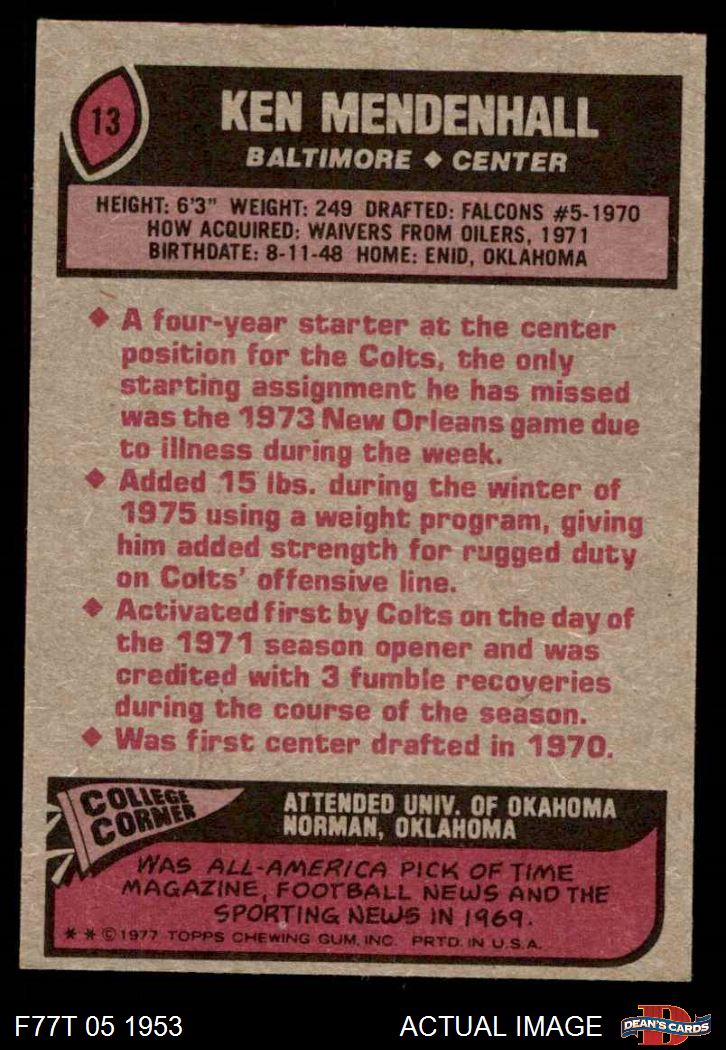 13
KEN MENDENHALL
BALTIMORE ◆ CENTER
HEIGHT: 6'3" WEIGHT: 249 DRAFTED: FALCONS #5-1970
HOW ACQUIRED: WAIVERS FROM OILERS, 1971
BIRTHDATE: 8-11-48 HOME: ENID, OKLAHOMA
◆ A four-year starter at the center
position for the Colts, the only
starting assignment he has missed
was the 1973 New Orleans game due
to illness during the week.
◆ Added 15 lbs. during the winter of
1975 using a weight program, giving
him added strength for rugged duty
on Colts' offensive line.
◆ Activated first by Colts on the day of
the 1971 season opener and was
credited with 3 fumble recoveries
during the course of the season.
◆ Was first center drafted in 1970.
COLLEGE
CORNER
ATTENDED UNIV. OF OKAHOMA
NORMAN, OKLAHOMA
WAS ALL-AMERICA PICK OF TIME
MAGAZINE, FOOTBALL NEWS AND THE
SPORTING NEWS IN 1969.
* * © 1977 TOPPS CHEWING GUM, INC. PRTD. IN U.S.A.
F77T 05 1953
ACTUAL IMAGE
D
DEAN'S CARDS